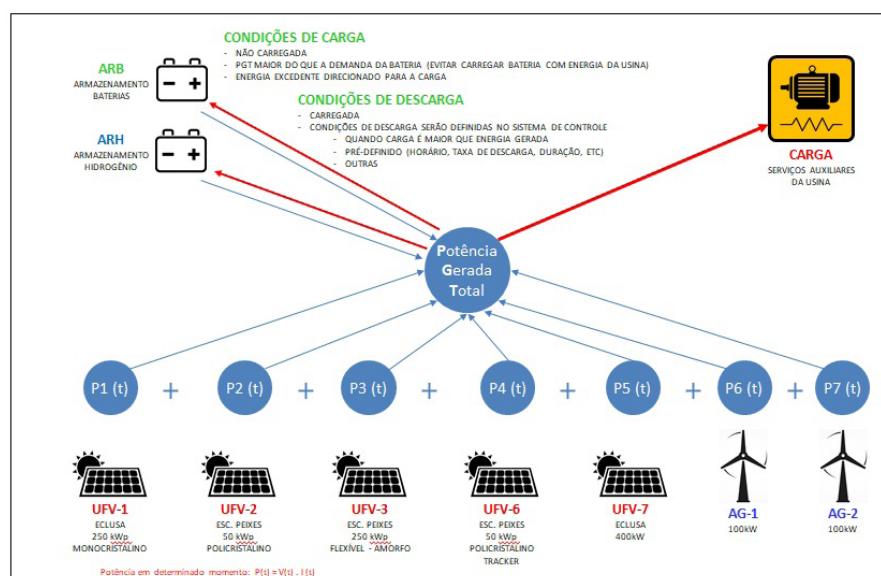 CONDIÇÕES DE CARGA
- NÃO CARREGADA
- PGT MAIOR DO QUE A DEMANDA DA BATERIA (EVITAR CARREGAR BATERIA COM ENERGIA DA USINA)
- ENERGIA EXCEDENTE DIRECIONADO PARA A CARGA
ARB
ARMAZENAMENTO
BATERIAS
CONDIÇÕES DE DESCARGA
- CARREGADA
- CONDIÇÕES DE DESCARGA SERÃO DEFINIDAS NO SISTEMA DE CONTROLE
- QUANDO CARGA É MAIOR QUE ENERGIA GERADA
- PRÉ-DEFINIDO (HORÁRIO, TAXA DE DESCARGA, DURAÇÃO, ETC)
- OUTRAS
ARH
ARMAZENAMENTO
HIDROGÊNIO
CARGA
SERVIÇOS AUXILIARES
DA USINA
Potência
Gerada
Total
P1 (t) + P2 (t) + P3 (t) + P4 (t) + P5 (t) + P6 (t) + P7 (t)
UFV-1
ECLUSA
250 kWp
MONOCRISTALINO
UFV-2
ESC. PEIXES
50 kWp
POLICRISTALINO
UFV-3
ESC. PEIXES
250 kWp
FLEXÍVEL - AMORFO
UFV-6
ESC. PEIXES
50 kWp
POLICRISTALINO
TRACKER
UFV-7
ECLUSA
400kW
AG-1
100kW
AG-2
100kW
Potência em determinado momento: P(t) = V(t) . I (t)